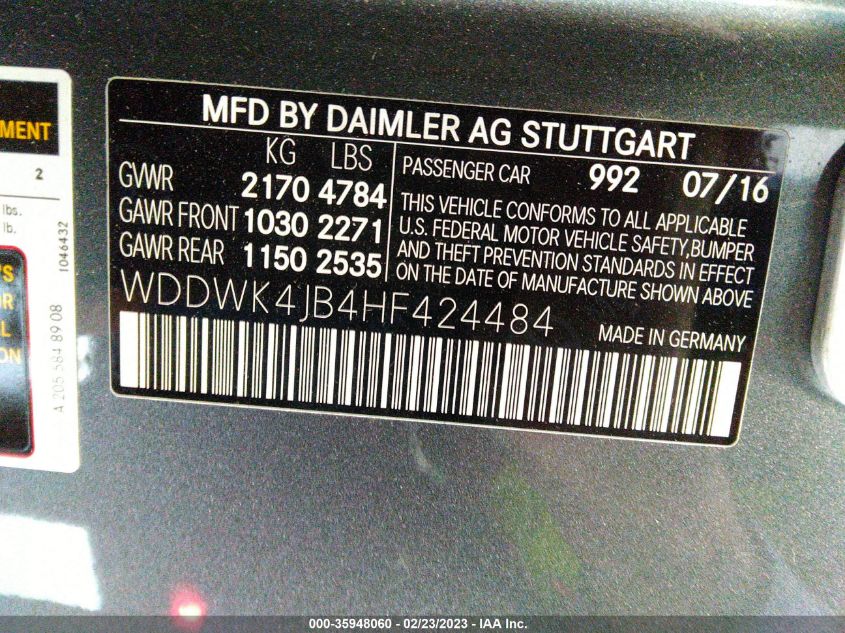 MENT
2
lbs.
lb.
1046432
'S
OR
L
ON
A 205 584 89 08
MFD BY DAIMLER AG STUTTGART
KG LBS
GVWR 2170 4784
GAWR FRONT 1030 2271
GAWR REAR 1150 2535
PASSENGER CAR 992 07/16
THIS VEHICLE CONFORMS TO ALL APPLICABLE
U.S. FEDERAL MOTOR VEHICLE SAFETY,BUMPER
AND THEFT PREVENTION STANDARDS IN EFFECT
ON THE DATE OF MANUFACTURE SHOWN ABOVE
WDDWK4JB4HF424484
MADE IN GERMANY
000-35948060 - 02/23/2023 - IAA Inc.